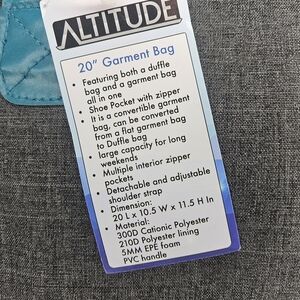 ALTITUDE
20" Garment Bag
• Featuring both a duffle
bag and a garment bag
all in one
• Shoe Pocket with zipper
• It is a convertible garment
bag, can be converted
from a flat garment bag
to Duffle bag
• large capacity for long
weekends
• Multiple interior zipper
pockets
• Detachable and adjustable
shoulder strap
• Dimension:
20 L x 10.5 W x 11.5 H In
• Material:
300D Cationic Polyester
210D Polyester lining
5MM EPE foam
PVC handle